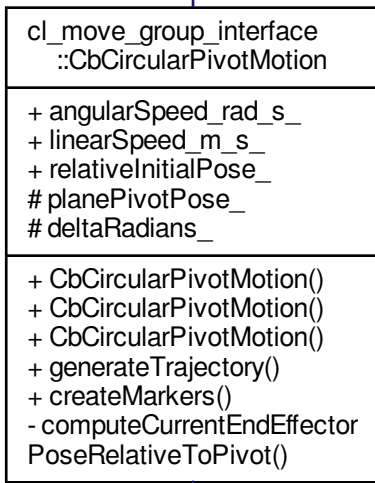 cl_move_group_interface
::CbCircularPivotMotion
+ angularSpeed_rad_s_
+ linearSpeed_m_s_
+ relativeInitialPose_
# planePivotPose_
# deltaRadians_
+ CbCircularPivotMotion()
+ CbCircularPivotMotion()
+ CbCircularPivotMotion()
+ generateTrajectory()
+ createMarkers()
- computeCurrentEndEffector
PoseRelativeToPivot()